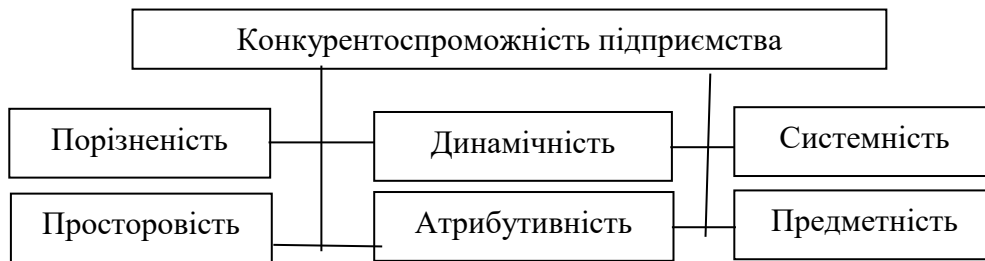 Конкурентоспроможність підприємства
Порізненість
Динамічність
Системність
Просторовість
Атрибутивність
Предметність